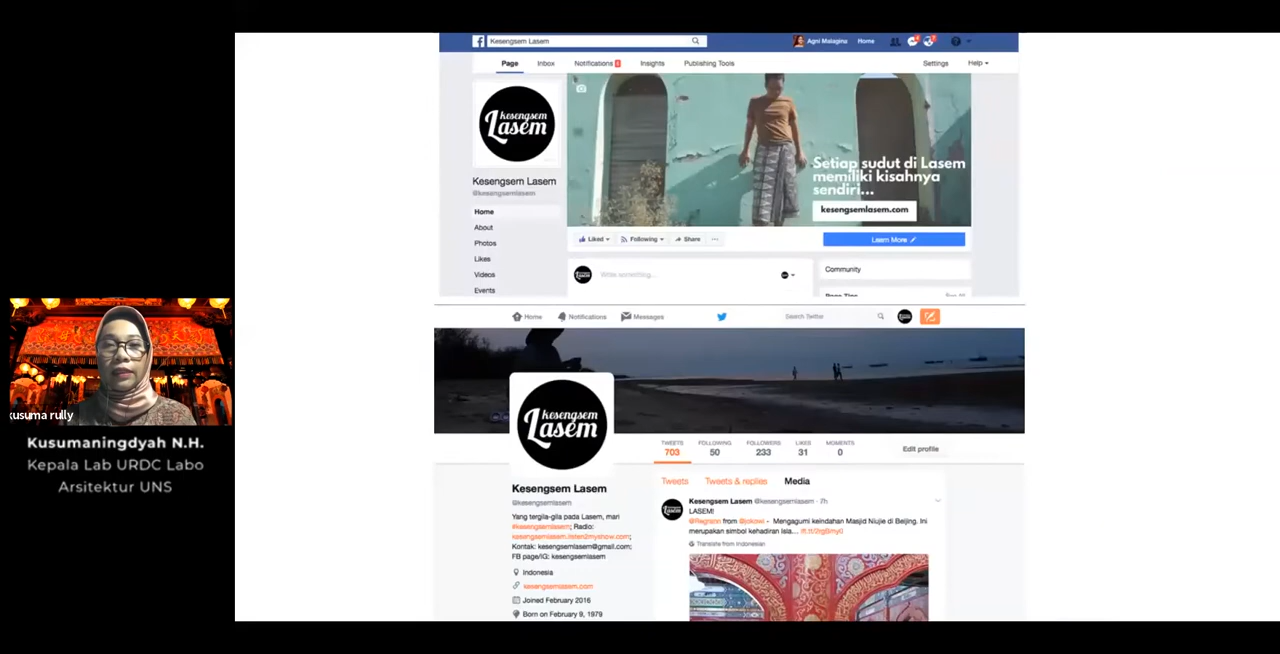 Kesengsem Lasem
Agni Malagina
Home
Page
Inbox
Notifications
Insights
Publishing Tools
Settings
Help
kesengsem
Lasem
Setiap sudut di Lasem
memiliki kisahnya
sendiri...
kesengsemlasem.com
Kesengsem Lasem
@kesengsemlasem
Home
About
Photos
Likes
Videos
Events
Liked
Following
Share
Learn More
Write something...
Community
Home
Notifications
Messages
Search Twitter
kesengsem
Lasem
TWEETS
703
FOLLOWING
50
FOLLOWERS
233
LIKES
31
MOMENTS
0
Edit profile
Kesengsem Lasem
@kesengsemlasem
Yang tergila-gila pada Lasem, mari
#kesengsemlasem; Radio:
kesengsemlasem.listen2myshow.com;
Kontak: kesengsemlasem@gmail.com;
FB page/IG: kesengsemlasem
Indonesia
kesengsemlasem.com
Joined February 2016
Born on February 9, 1979
Tweets
Tweets & replies
Media
Kesengsem Lasem @kesengsemlasem · 7h
LASEM!
from @jokowi - Mengagumi keindahan Masjid Niujie di Beijing. Ini
merupakan simbol kehadiran Isla...
Translate from Indonesian
kusuma rully
Kusumaningdyah N.H.
Kepala Lab URDC Labo
Arsitektur UNS